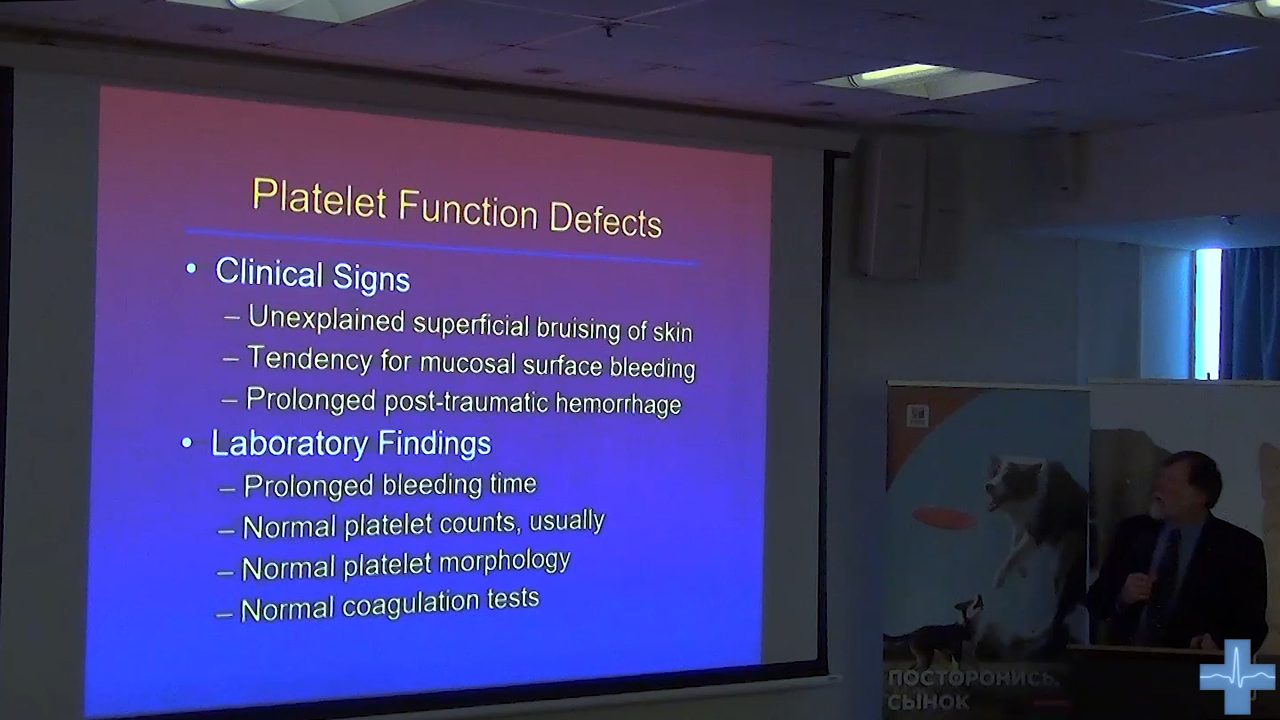 Platelet Function Defects
• Clinical Signs
– Unexplained superficial bruising of skin
– Tendency for mucosal surface bleeding
– Prolonged post-traumatic hemorrhage
• Laboratory Findings
– Prolonged bleeding time
– Normal platelet counts, usually
– Normal platelet morphology
– Normal coagulation tests
ПОСТОРОНИСЬ,
СЫНОК